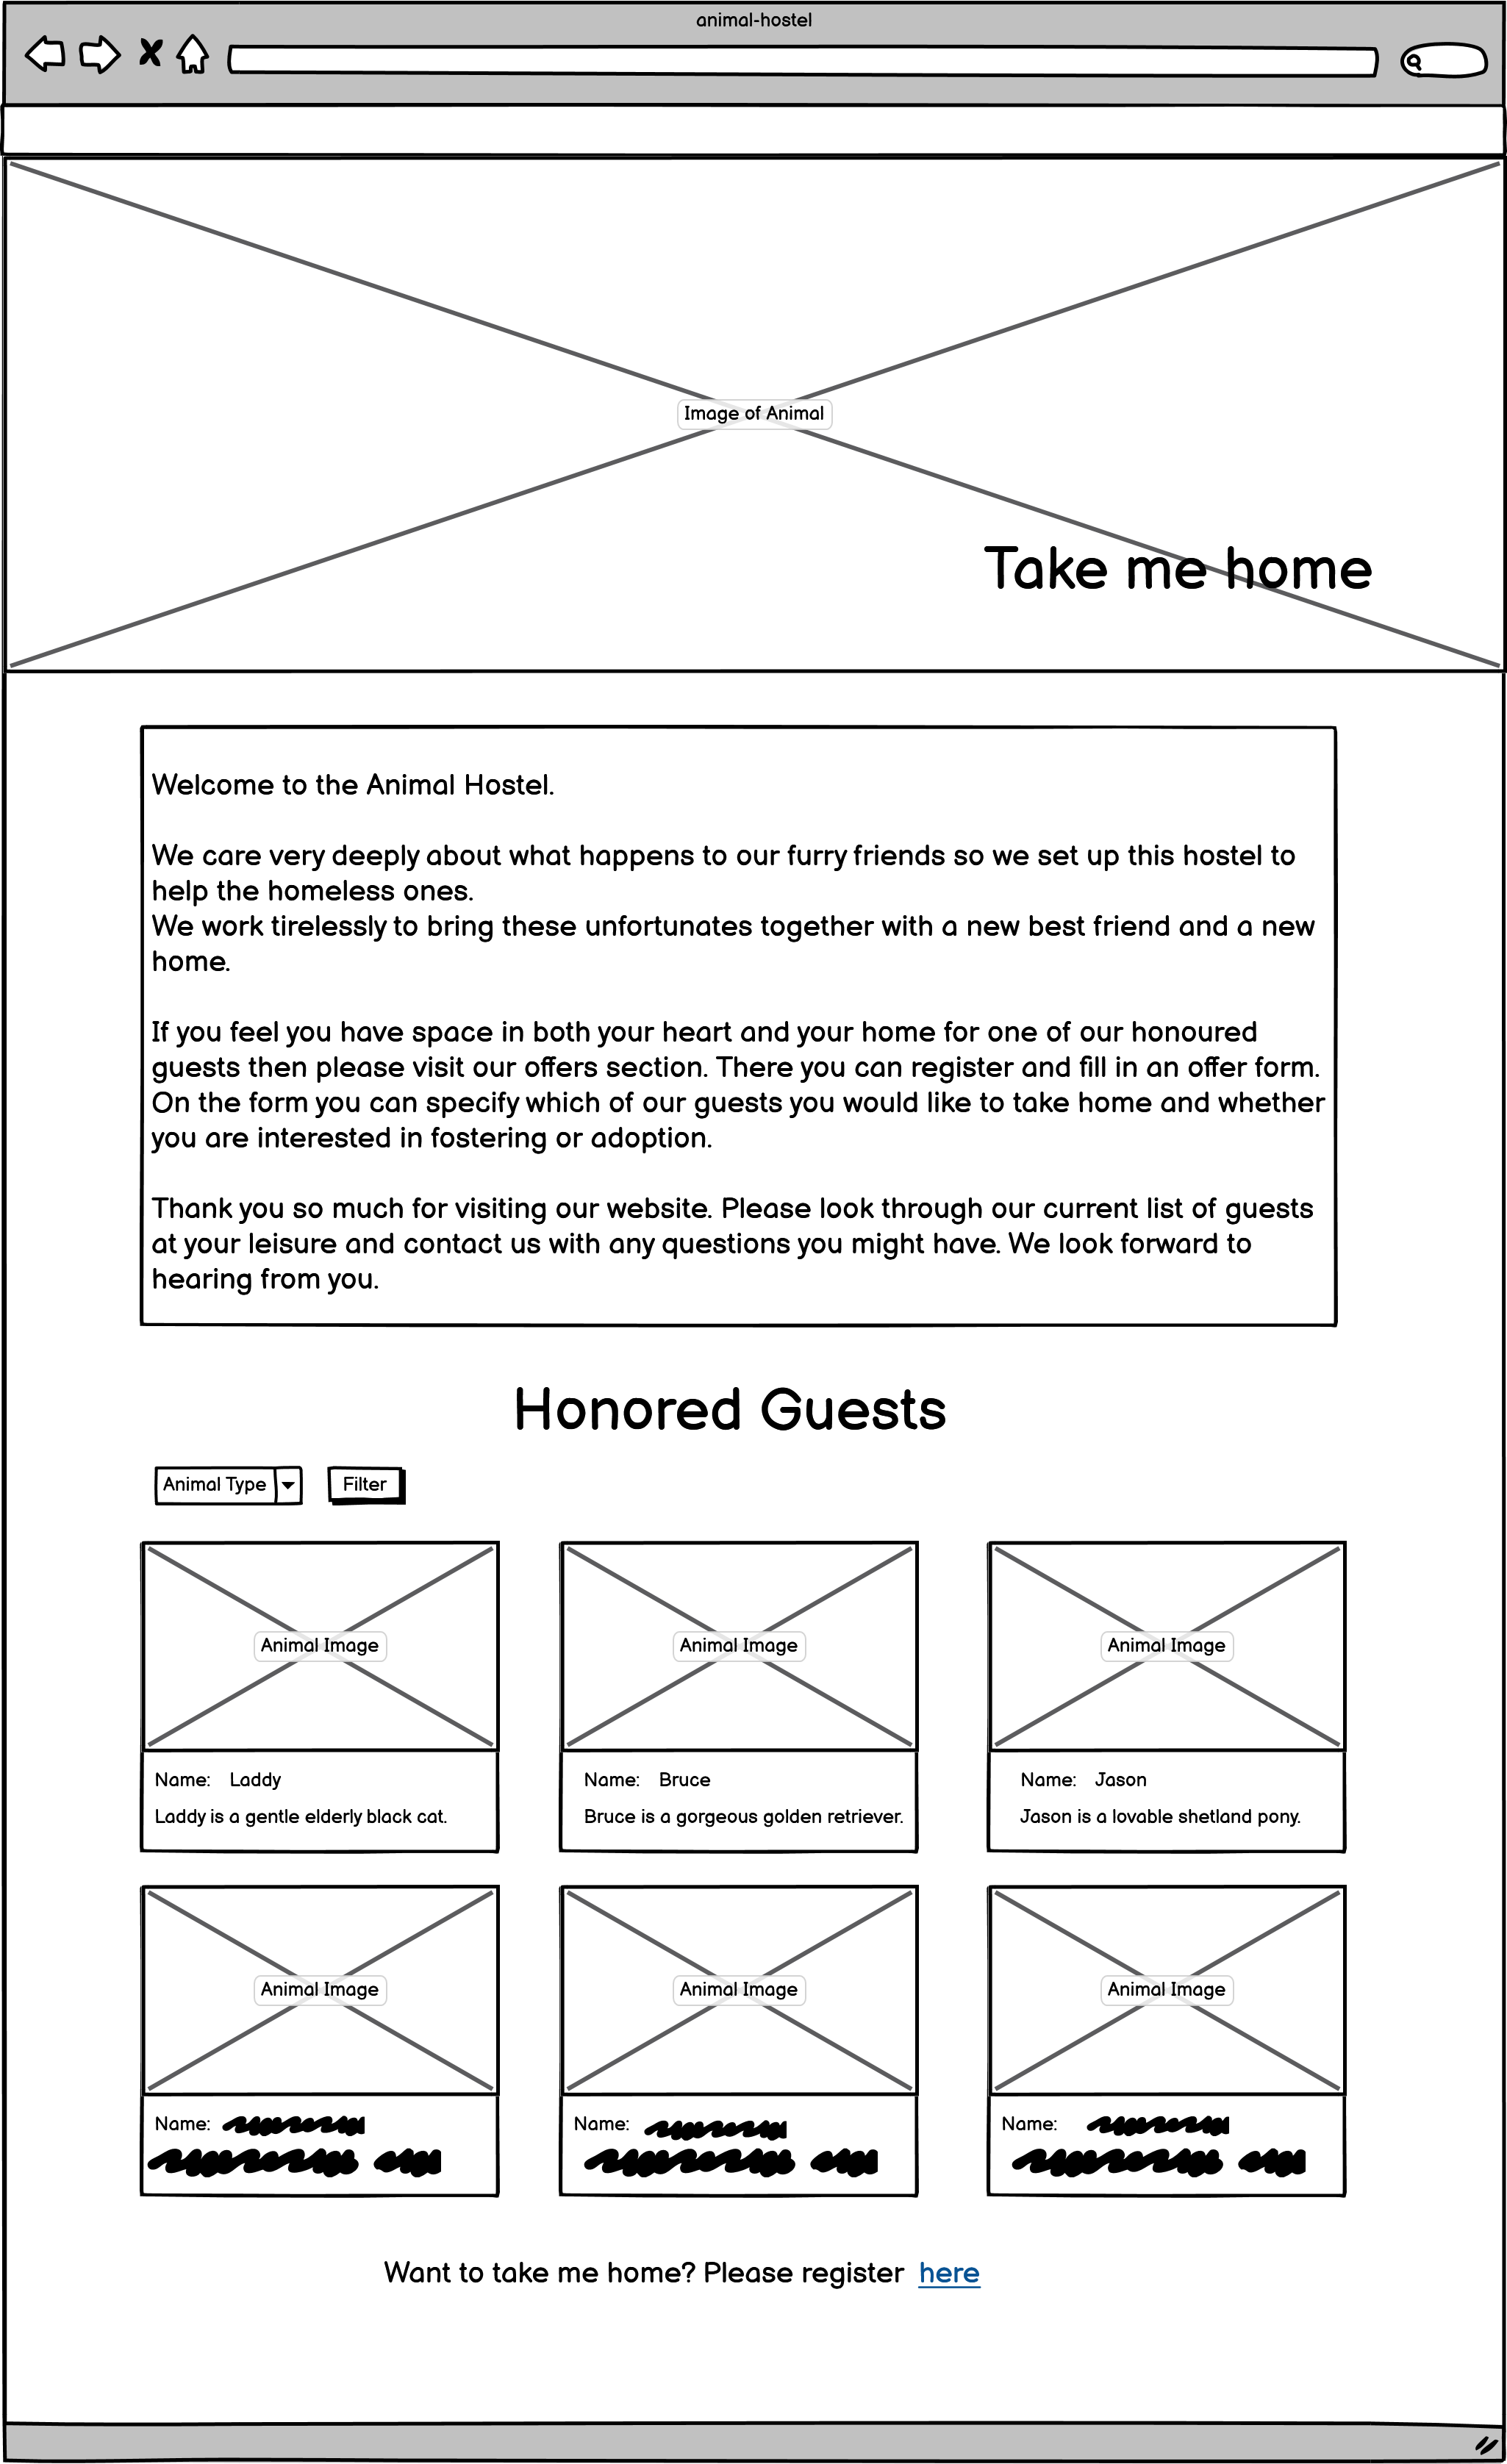 animal-hostel
Image of Animal
Take me home
Welcome to the Animal Hostel.
We care very deeply about what happens to our furry friends so we set up this hostel to
help the homeless ones.
We work tirelessly to bring these unfortunates together with a new best friend and a new
home.
If you feel you have space in both your heart and your home for one of our honoured
guests then please visit our offers section. There you can register and fill in an offer form.
On the form you can specify which of our guests you would like to take home and whether
you are interested in fostering or adoption.
Thank you so much for visiting our website. Please look through our current list of guests
at your leisure and contact us with any questions you might have. We look forward to
hearing from you.
Honored Guests
Animal Type
Filter
Animal Image
Name: Laddy
Laddy is a gentle elderly black cat.
Animal Image
Name: Bruce
Bruce is a gorgeous golden retriever.
Animal Image
Name: Jason
Jason is a lovable shetland pony.
Animal Image
Name:
Animal Image
Name:
Animal Image
Name:
Want to take me home? Please register here